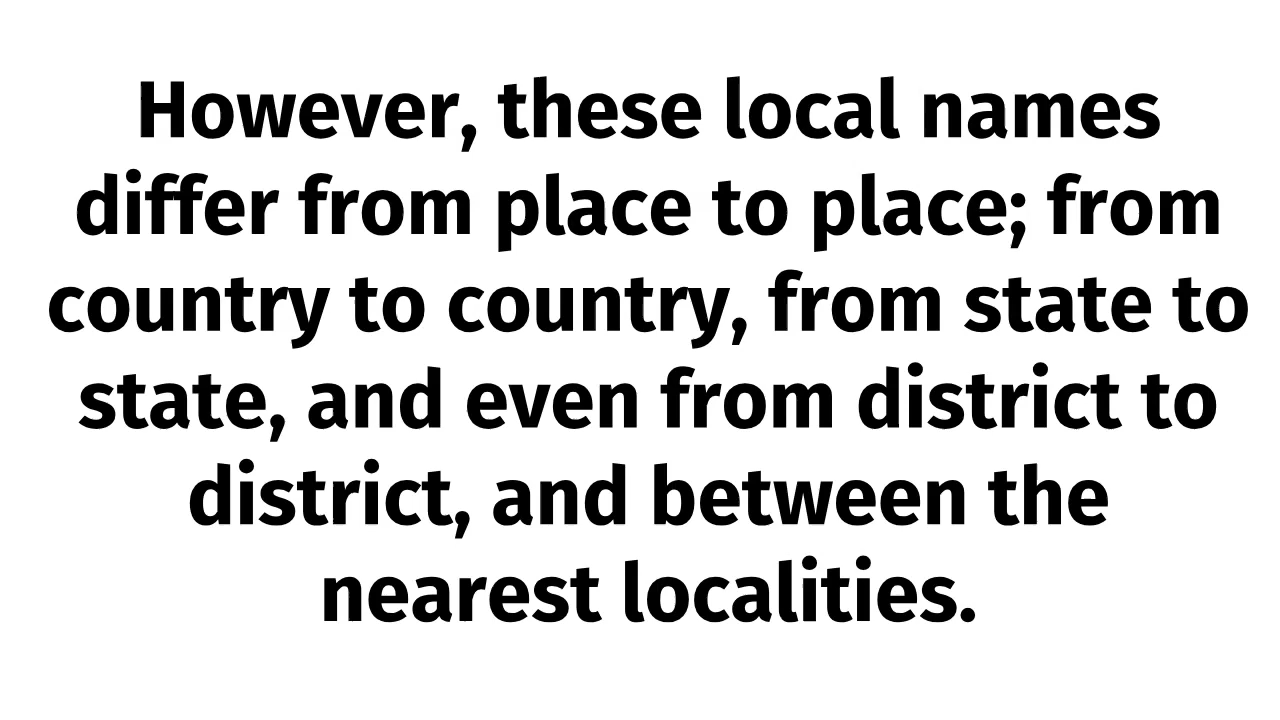 However, these local names
differ from place to place; from
country to country, from state to
state, and even from district to
district, and between the
nearest localities.